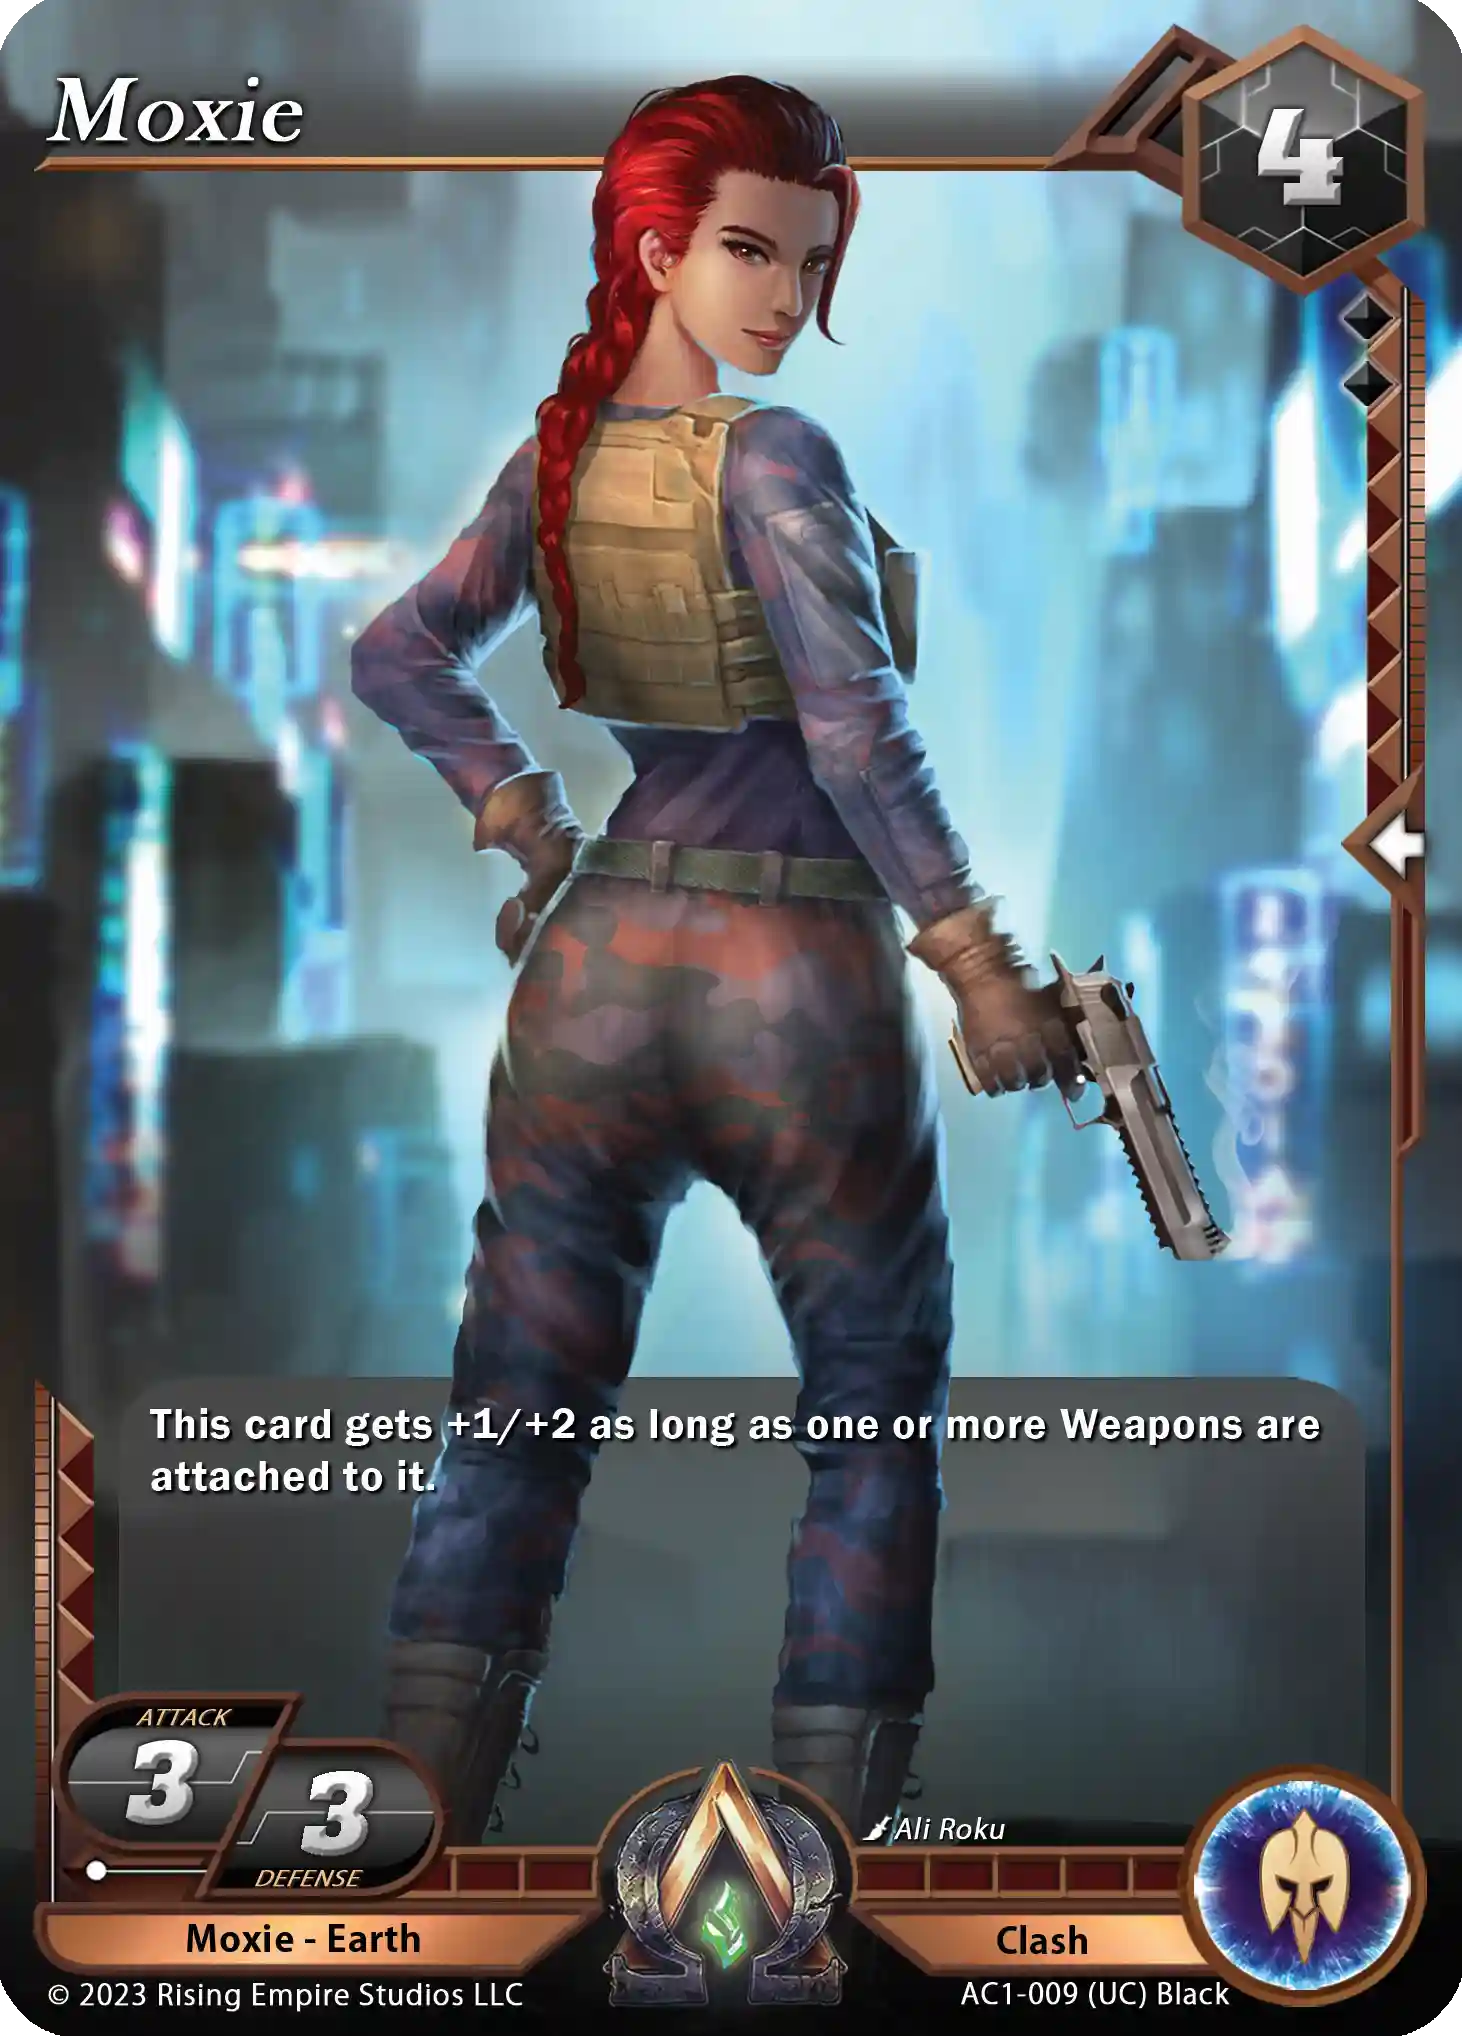 Moxie
4
This card gets +1/+2 as long as one or more Weapons are
attached to it.
ATTACK
3
3
DEFENSE
Ali Roku
Moxie - Earth
Clash
© 2023 Rising Empire Studios LLC
AC1-009 (UC) Black